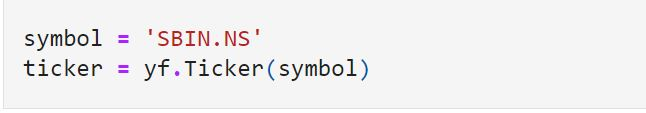 symbol = 'SBIN.NS'
ticker = yf.Ticker(symbol)